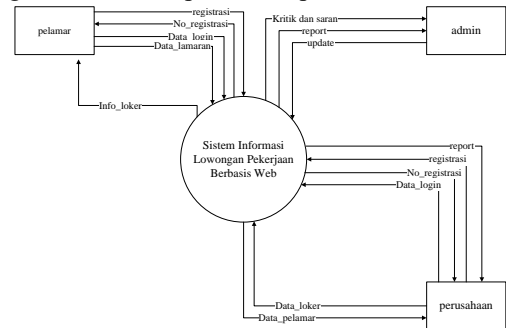 registrasi
No_registrasi
Data_login
Data_lamaran
pelamar
Info_loker
Kritik dan saran
report
update
admin
Sistem Informasi
Lowongan Pekerjaan
Berbasis Web
report
registrasi
No_registrasi
Data_login
Data_loker
Data_pelamar
perusahaan